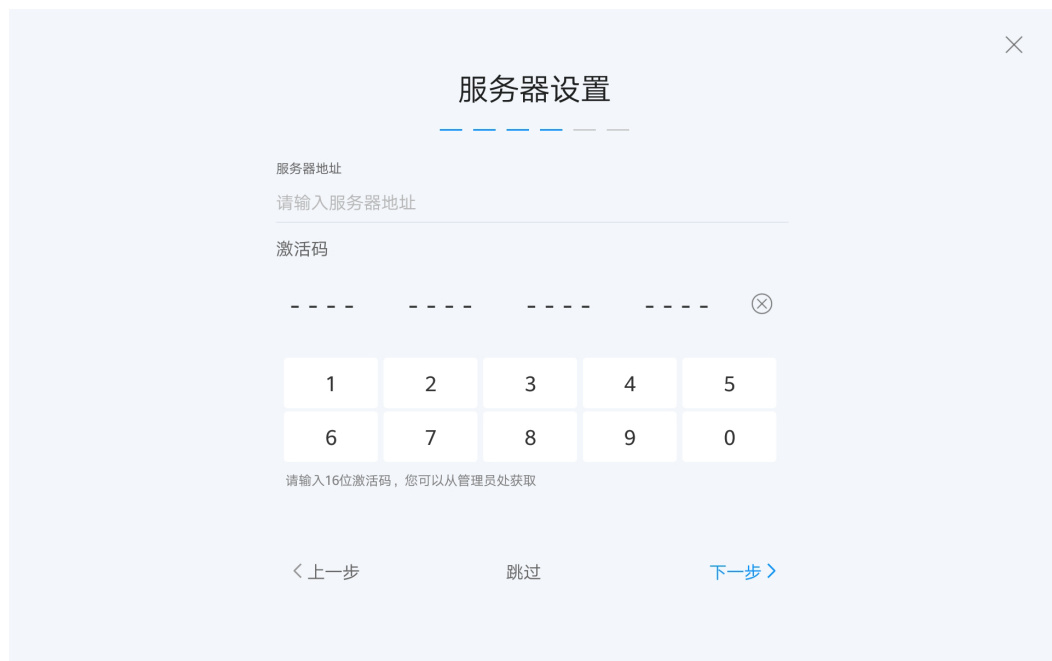 服务器设置
服务器地址
请输入服务器地址
激活码
- - - - - - - - - - - - - - - -
1 2 3 4 5
6 7 8 9 0
请输入16位激活码，您可以从管理员处获取
上一步 跳过 下一步